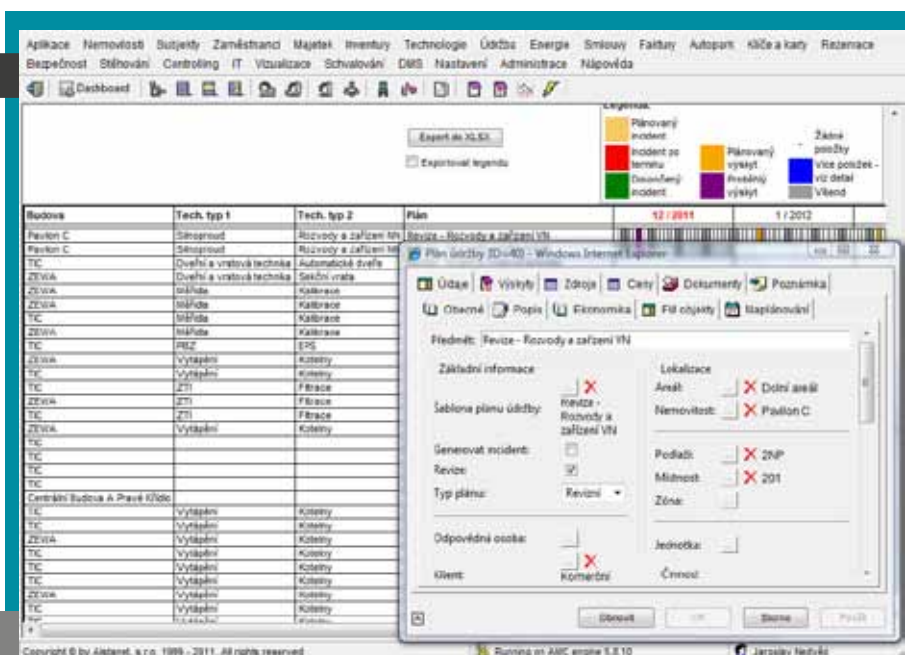 Aplikace Nemovitosti Subjekty Zaměstnanci Majetek Inventury Technologie Údržba Energie Smlouvy Faktury Autopark Klíče a karty Rezervace
Bezpečnost Stěhování Controlling IT Vizualizace Schvalování DMS Nastavení Administrace Nápověda
Dashboard
Legenda:
Export do XLSX
Exportovat legendu
Plánovaný incident
Incident po termínu
Dokončený incident
Plánovaný výskyt
Proběhlý výskyt
Žádné položky
Více položek - viz detail
Víkend
Budova Tech. typ 1 Tech. typ 2 Plán 12 / 2011 1 / 2012
Pavilon C Silnoproud Rozvody a zařízení NN Revize - Rozvody a zařízení VN
Pavilon C Silnoproud Rozvody a zařízení NN
TIC Dveřní a vratová technika Automatické dveře
ZEWA Dveřní a vratová technika Sekční vrata
ZEWA Měřidla Kalibrace
ZEWA Měřidla Kalibrace
TIC Měřidla Kalibrace
ZEWA Měřidla Kalibrace
TIC PBZ EPS
ZEWA Vytápění Kotelny
TIC Vytápění Kotelny
TIC ZTI Filtrace
ZEWA ZTI Filtrace
TIC ZTI Filtrace
ZEWA Vytápění Kotelny
TIC
TIC
TIC
TIC
Centrální Budova A Pravé Křídlo
TIC Vytápění Kotelny
TIC Vytápění Kotelny
ZEWA Vytápění Kotelny
TIC Vytápění Kotelny
TIC Vytápění Kotelny
TIC Vytápění Kotelny
ZEWA Vytápění Kotelny
TIC Vytápění Kotelny
Plán údržby (ID=40) - Windows Internet Explorer
Údaje Výskyty Zdroje Ceny Dokumenty Poznámka
Obecné Popis Ekonomika FM objekty Naplánování
Předmět: Revize - Rozvody a zařízení VN
Základní informace
Šablona plánu údržby: Revize - Rozvody a zařízení VN
Generovat incident:
Revize:
Typ plánu: Revizní
Odpovědná osoba:
Klient: Komerční
Lokalizace
Areál: Dolní areál
Nemovitost: Pavilon C
Podlaží: 2NP
Místnost: 201
Zóna:
Jednotka:
Činnost:
Obnovit OK Storno Použít
Copyright © by Alstanet, s.r.o. 1999 - 2011. All rights reserved Running on AMC engine 5.8.10 Jaroslav Nedvěd